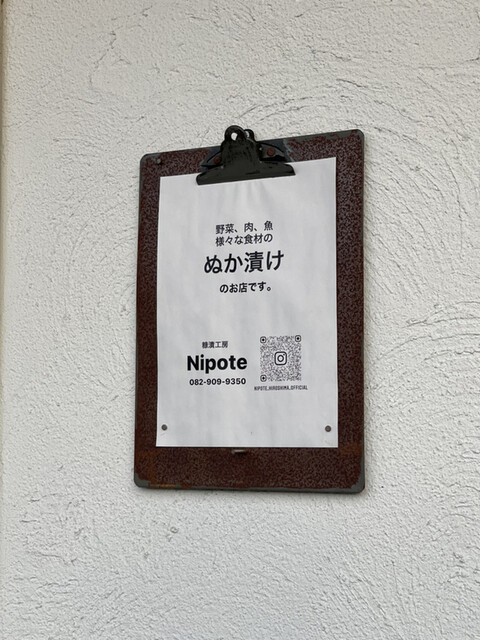 野菜、肉、魚
様々な食材の
ぬか漬け
のお店です。
糠漬工房
Nipote
082-909-9350
NIPOTE_HIROSHIMA_OFFICIAL